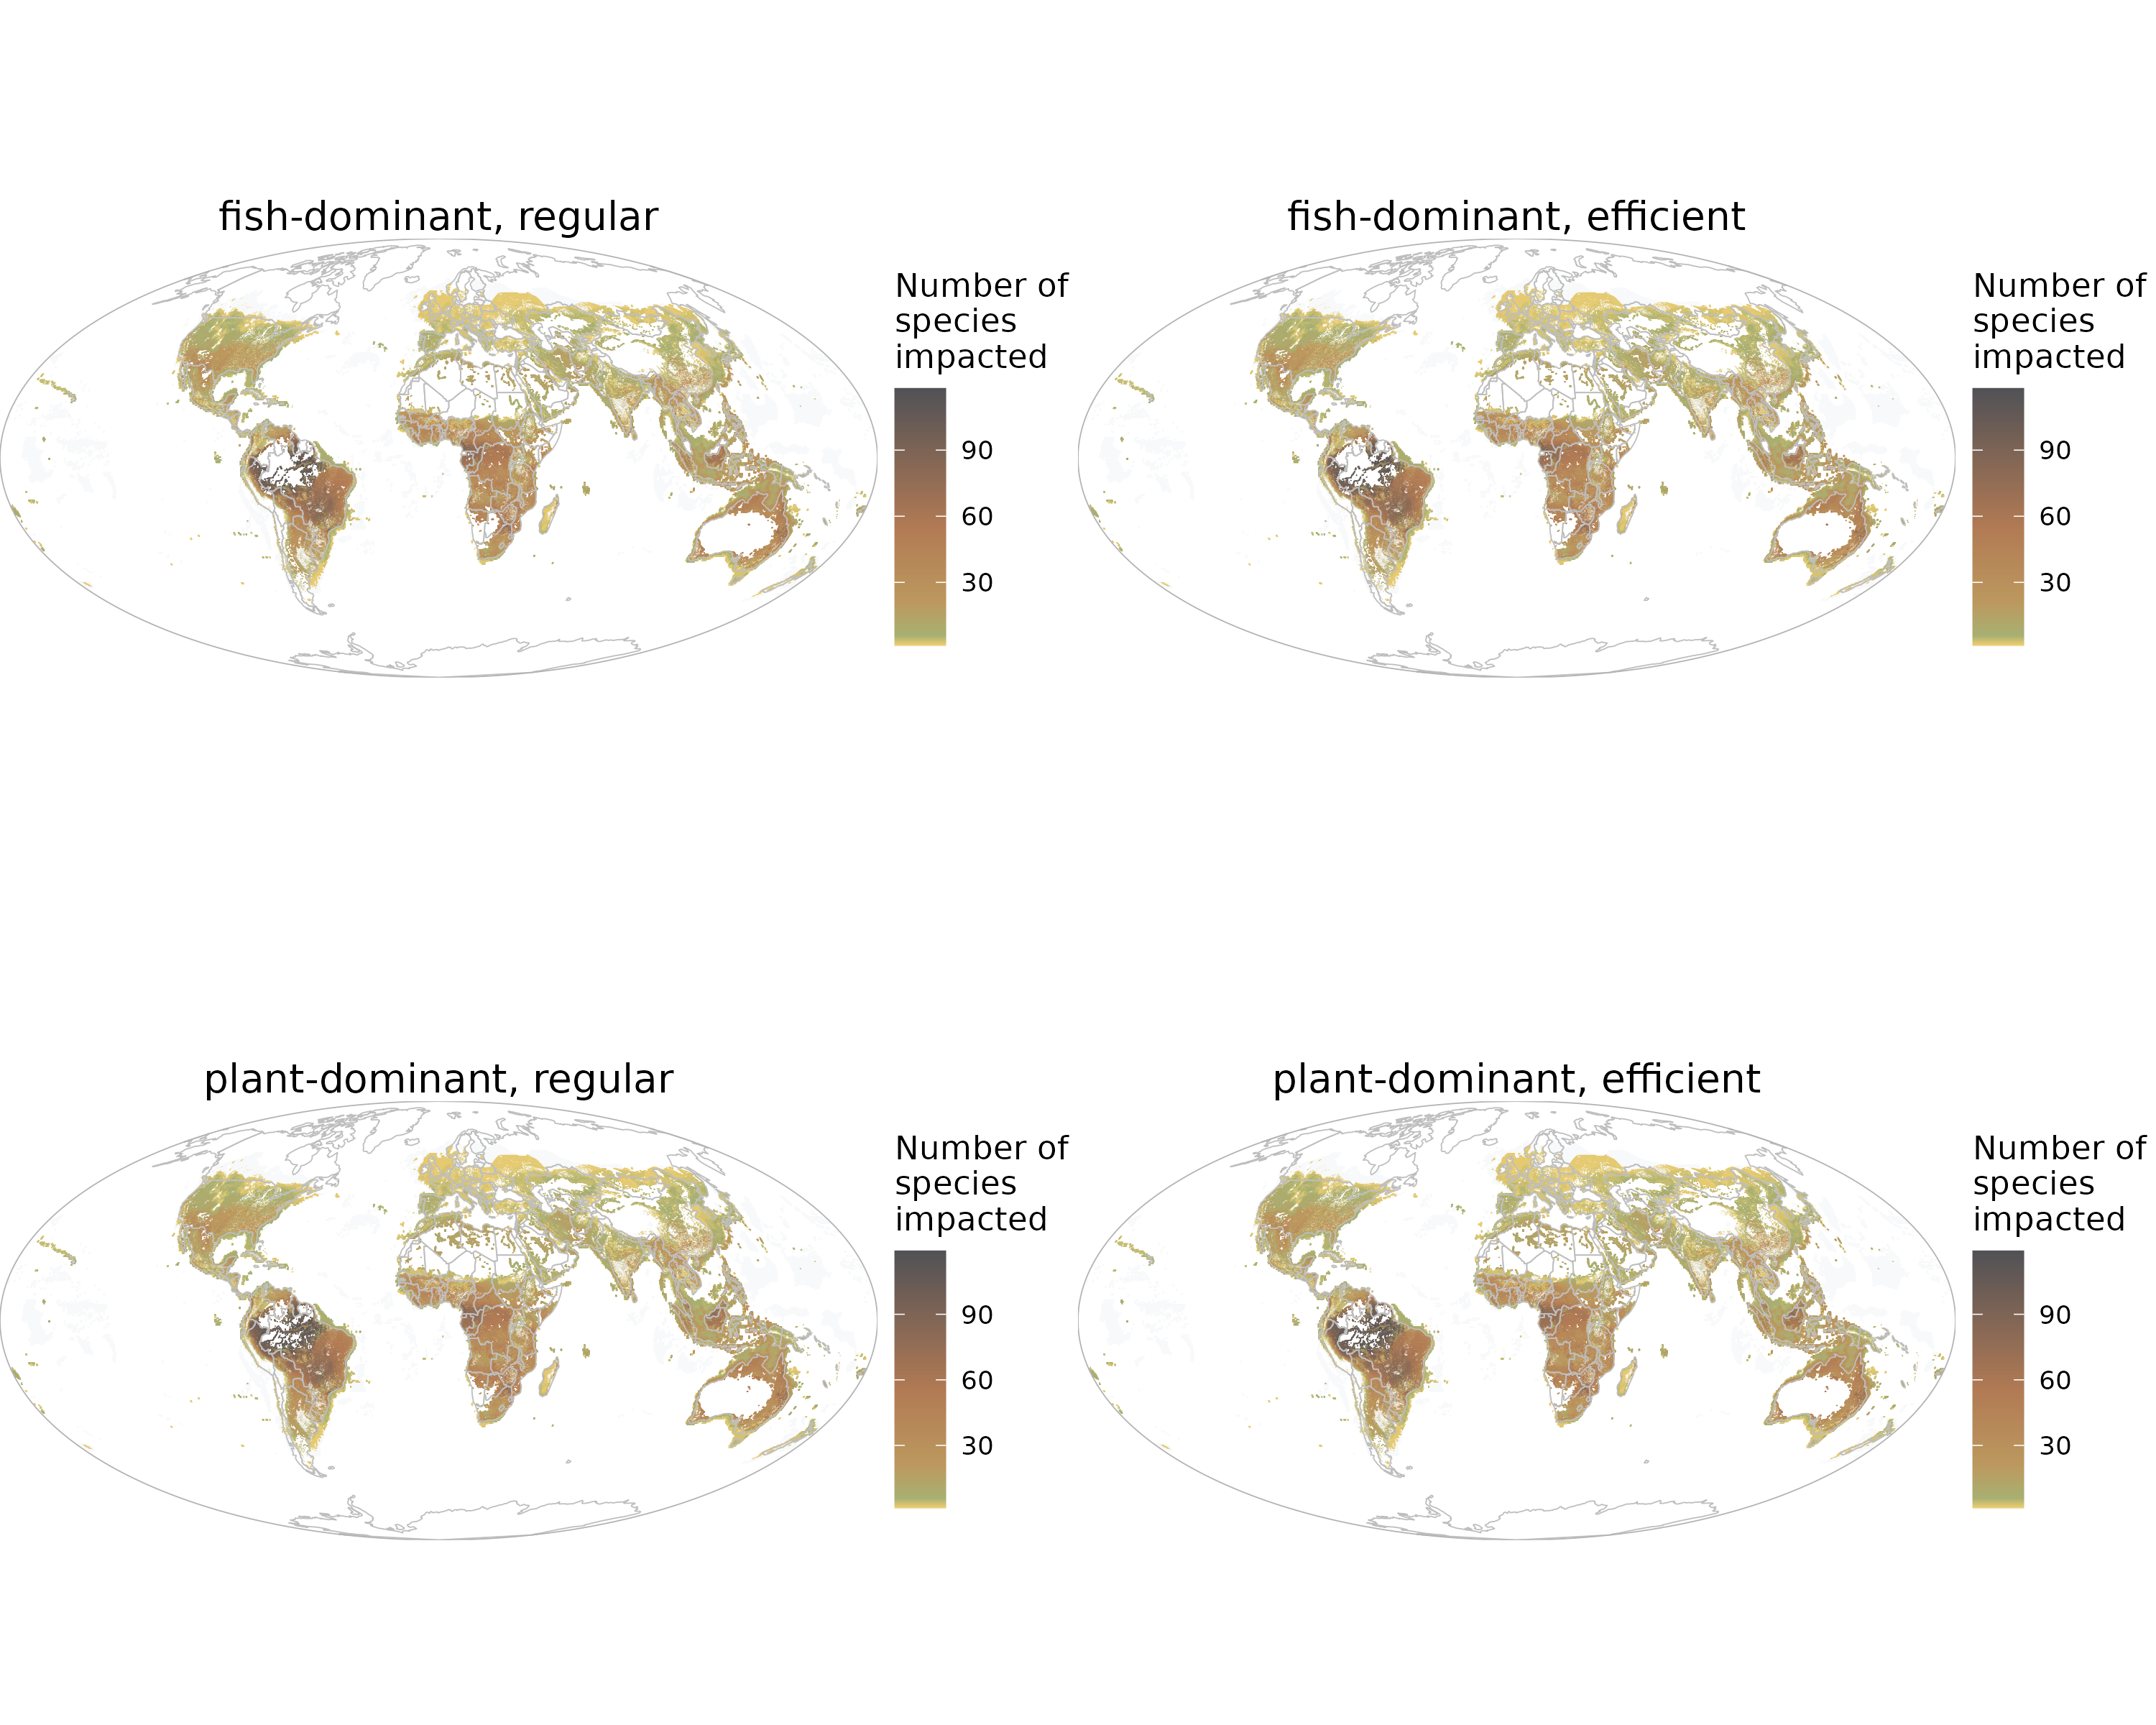 fish-dominant, regular
Number of
species
impacted
90
60
30
fish-dominant, efficient
Number of
species
impacted
90
60
30
plant-dominant, regular
Number of
species
impacted
90
60
30
plant-dominant, efficient
Number of
species
impacted
90
60
30